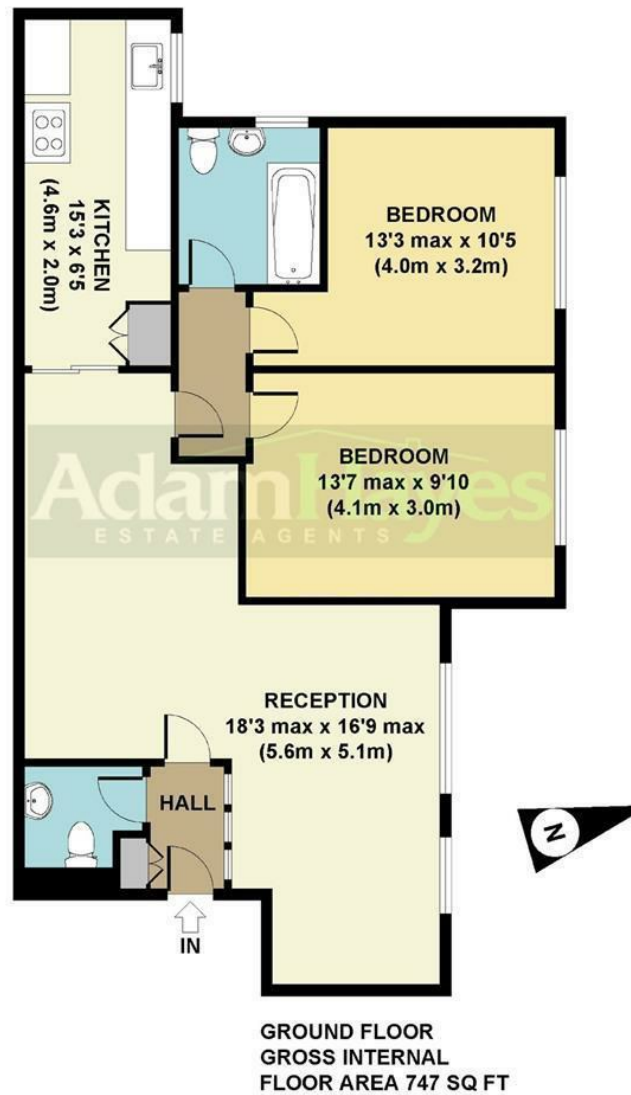 KITCHEN
15'3 x 6'5
(4.6m x 2.0m)
BEDROOM
13'3 max x 10'5
(4.0m x 3.2m)
BEDROOM
13'7 max x 9'10
(4.1m x 3.0m)
AdamHayes
ESTATE AGENTS
RECEPTION
18'3 max x 16'9 max
(5.6m x 5.1m)
HALL
N
IN
GROUND FLOOR
GROSS INTERNAL
FLOOR AREA 747 SQ FT